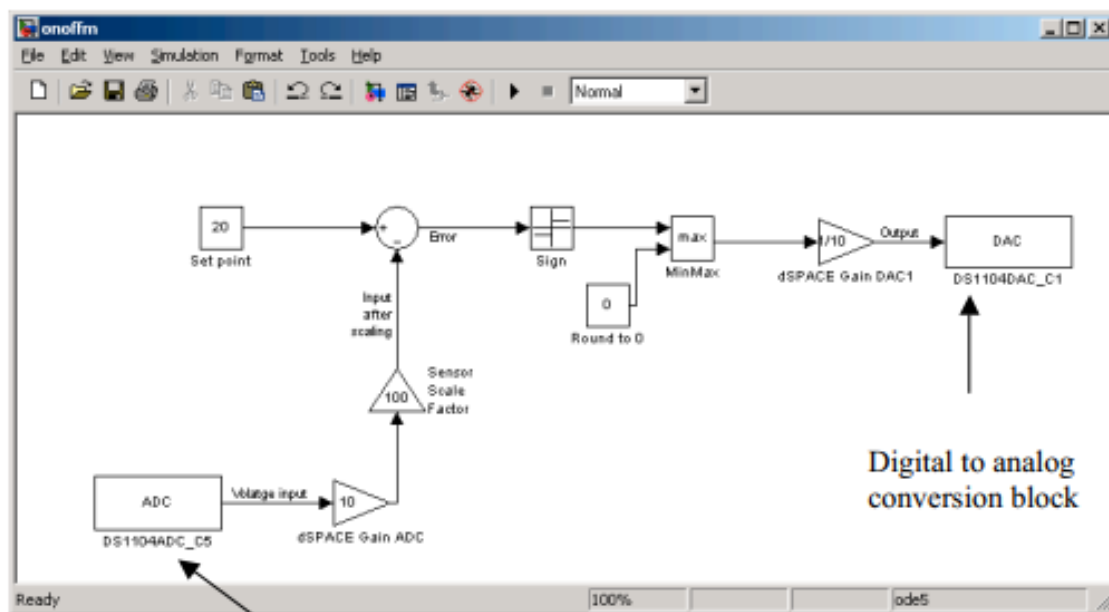 onoffm
File Edit View Simulation Format Tools Help
Normal
20
Set point
+
-
Error
Sign
max
MinMax
0
Round to 0
1/10
dSPACE Gain DAC1
Output
DAC
DS1104DAC_C1
Input
after
scaling
100
Sensor
Scale
Factor
ADC
DS1104ADC_C5
Volatge input
10
dSPACE Gain ADC
Digital to analog
conversion block
Ready
100%
ode5